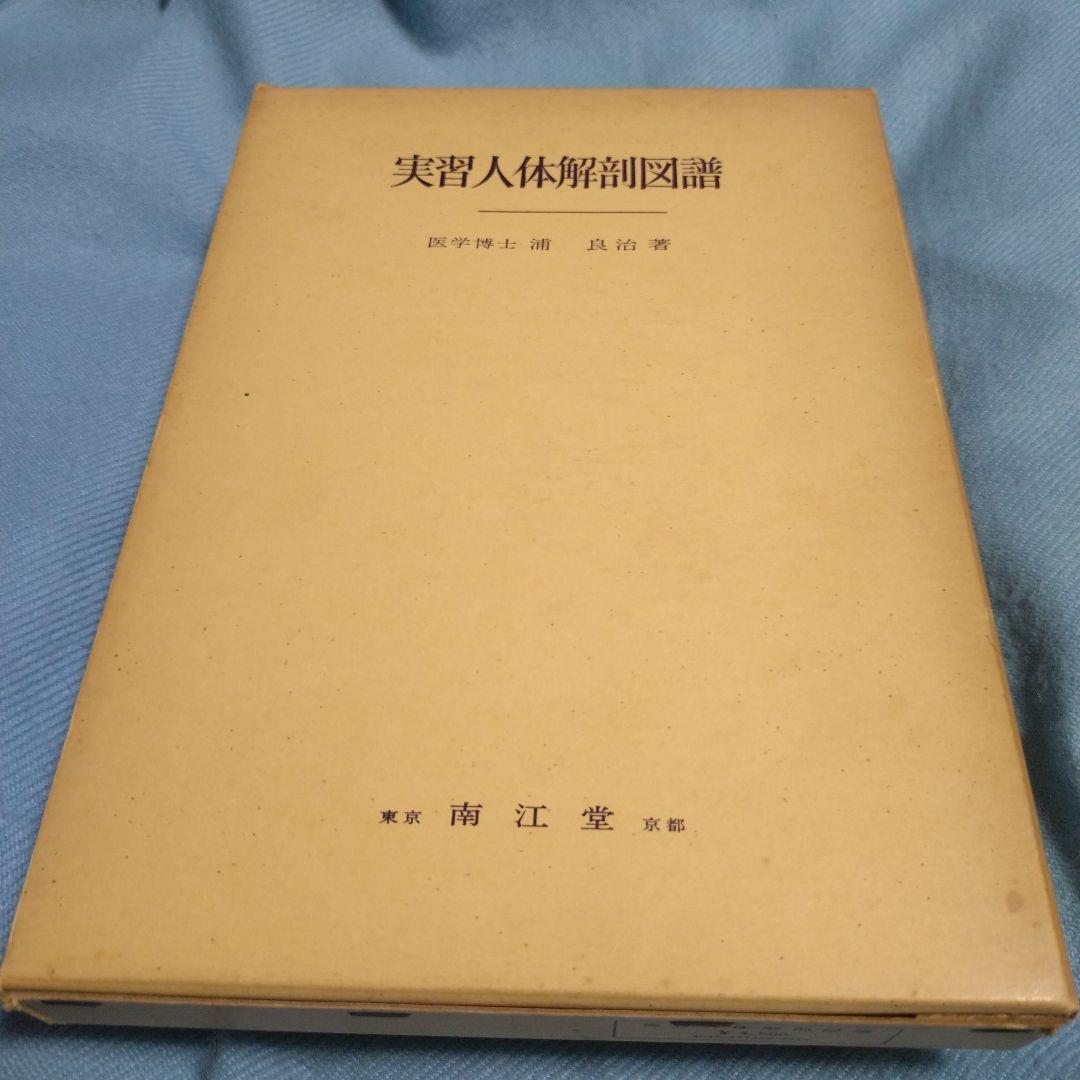 実習人体解剖図譜
医学博士 浦 良治 著
東京 南江堂 京都